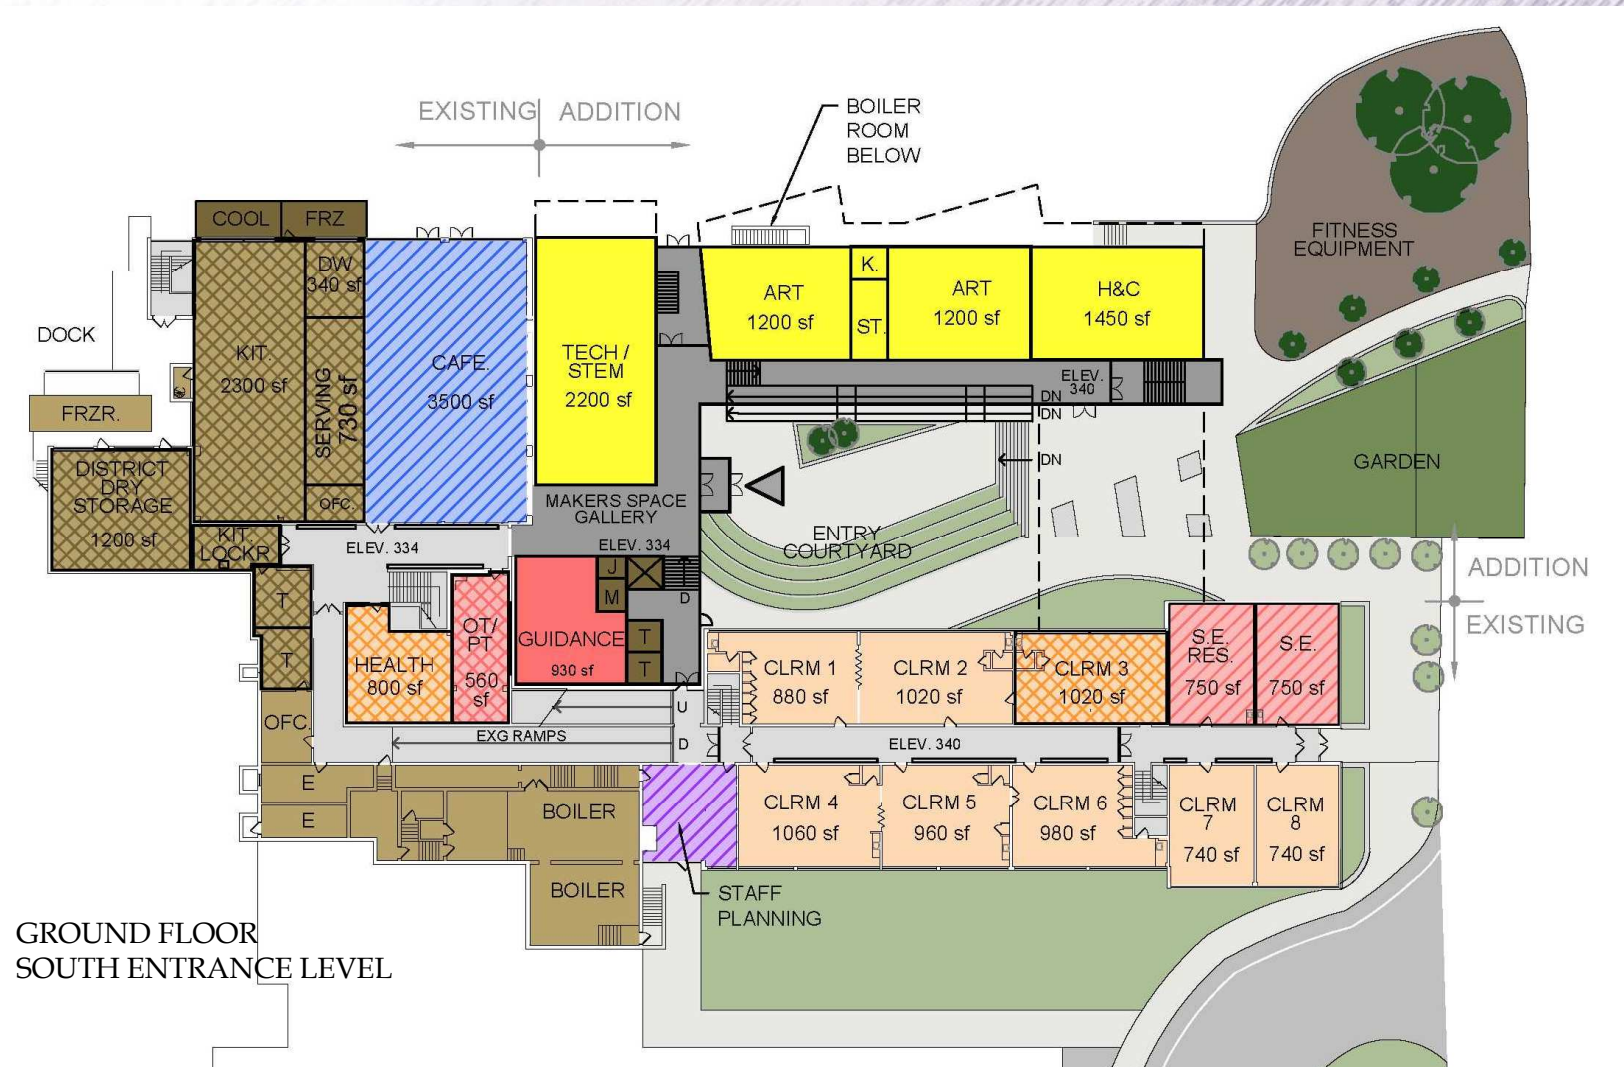 EXISTING
ADDITION
BOILER
ROOM
BELOW
COOL
FRZ
FITNESS
EQUIPMENT
DW
340 sf
K.
ART
1200 sf
ST.
ART
1200 sf
H&C
1450 sf
DOCK
KIT.
2300 sf
SERVING
730 sf
CAFE.
3500 sf
TECH /
STEM
2200 sf
ELEV.
340
DN
DN
DN
FRZR.
DISTRICT
DRY
STORAGE
1200 sf
OFC.
MAKERS SPACE
GALLERY
GARDEN
KIT.
LOCKR
ELEV. 334
ELEV. 334
ENTRY
COURTYARD
ADDITION
EXISTING
J
M
D
T
T
T
T
OT/
PT
560
sf
GUIDANCE
930 sf
HEALTH
800 sf
CLRM 1
880 sf
CLRM 2
1020 sf
CLRM 3
1020 sf
S.E.
RES.
750 sf
S.E.
750 sf
OFC.
U
EXG RAMPS
D
ELEV. 340
E
E
BOILER
BOILER
CLRM 4
1060 sf
CLRM 5
960 sf
CLRM 6
980 sf
CLRM
7
740 sf
CLRM
8
740 sf
STAFF
PLANNING
GROUND FLOOR
SOUTH ENTRANCE LEVEL